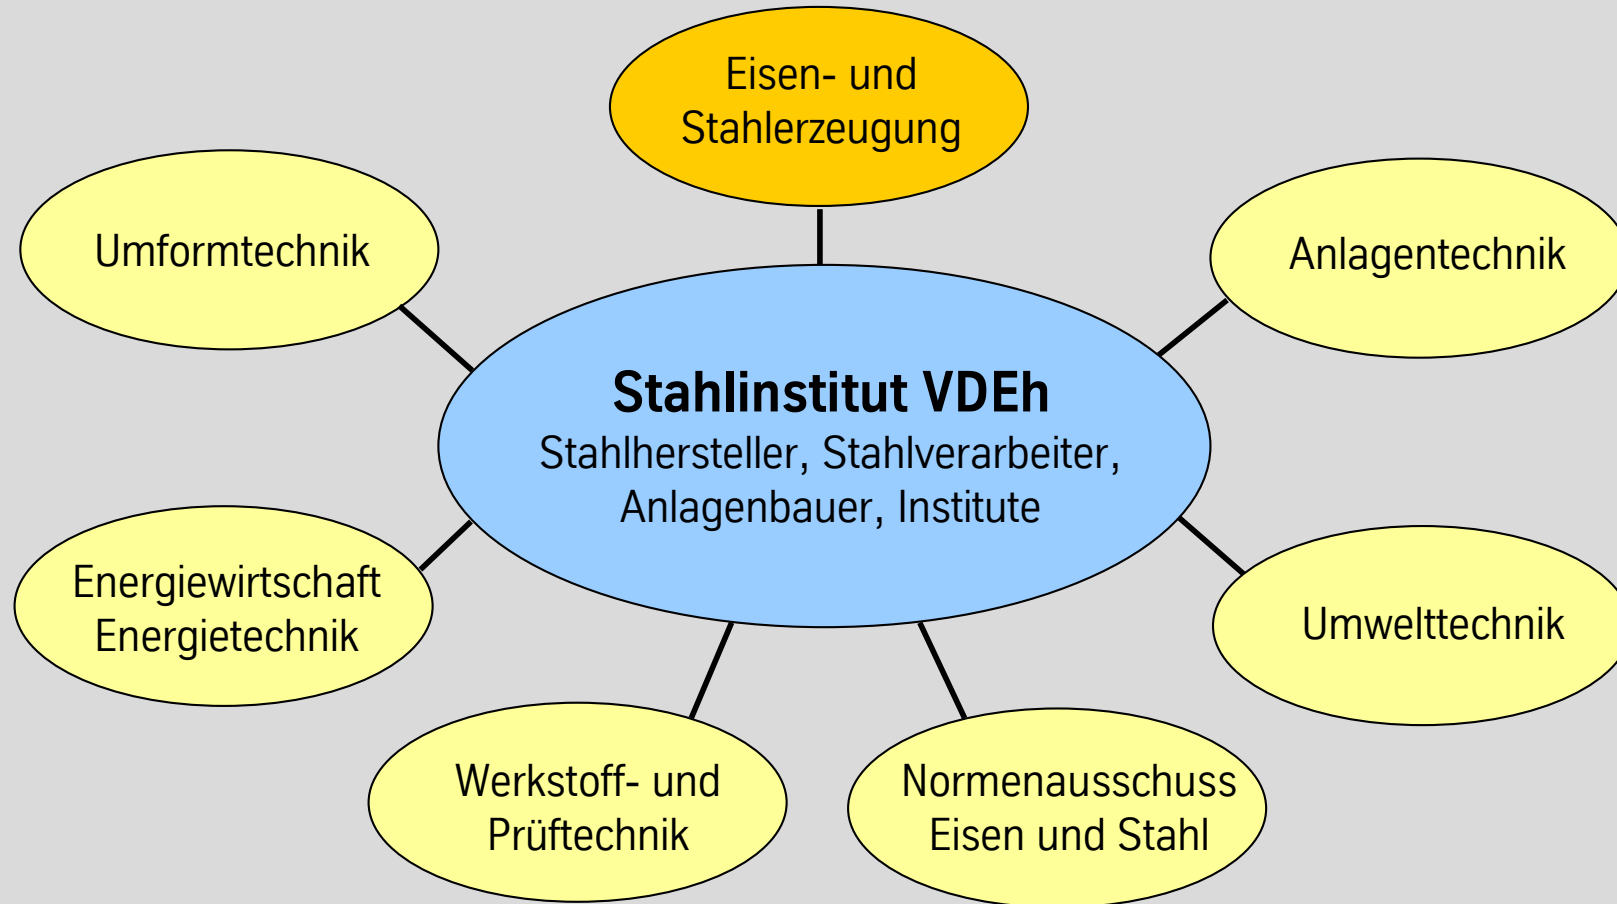 Eisen- und
Stahlerzeugung
Umformtechnik
Anlagentechnik
Stahlinstitut VDEh
Stahlhersteller, Stahlverarbeiter,
Anlagenbauer, Institute
Energiewirtschaft
Energietechnik
Umwelttechnik
Werkstoff- und
Prüftechnik
Normenausschuss
Eisen und Stahl